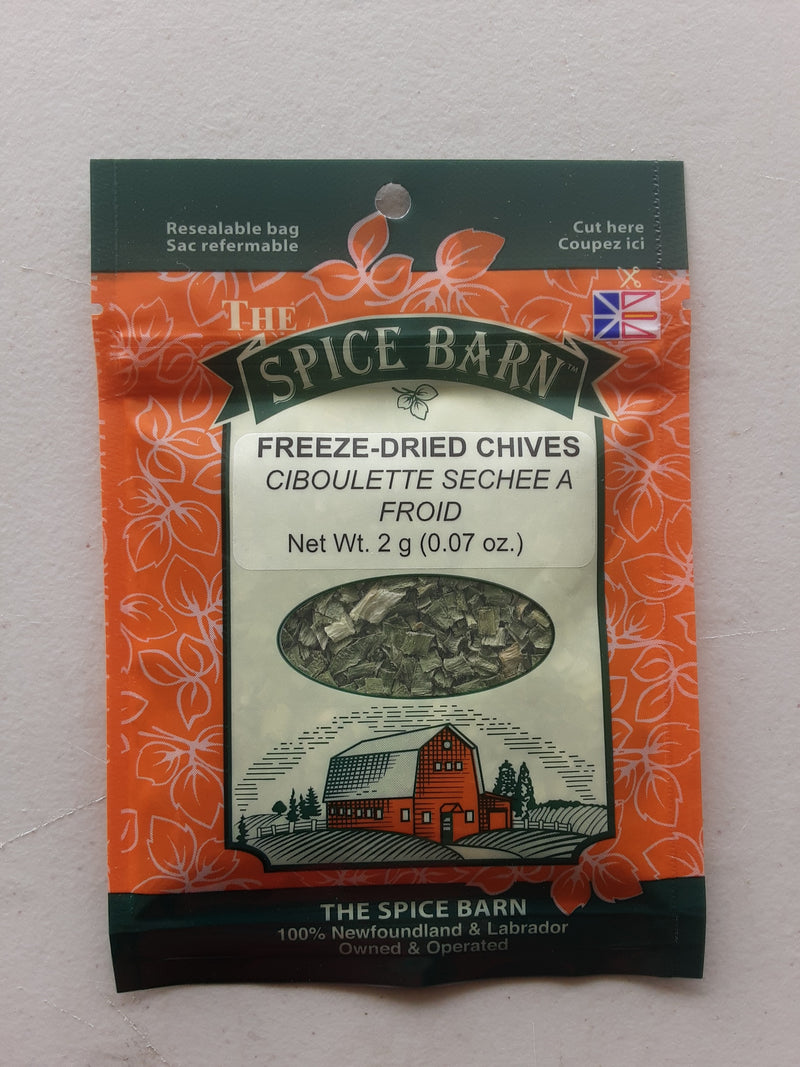 Resealable bag
Sac refermable
Cut here
Coupez ici
THE
SPICE BARN™
FREEZE-DRIED CHIVES
CIBOULETTE SECHEE A
FROID
Net Wt. 2 g (0.07 oz.)
THE SPICE BARN
100% Newfoundland & Labrador
Owned & Operated